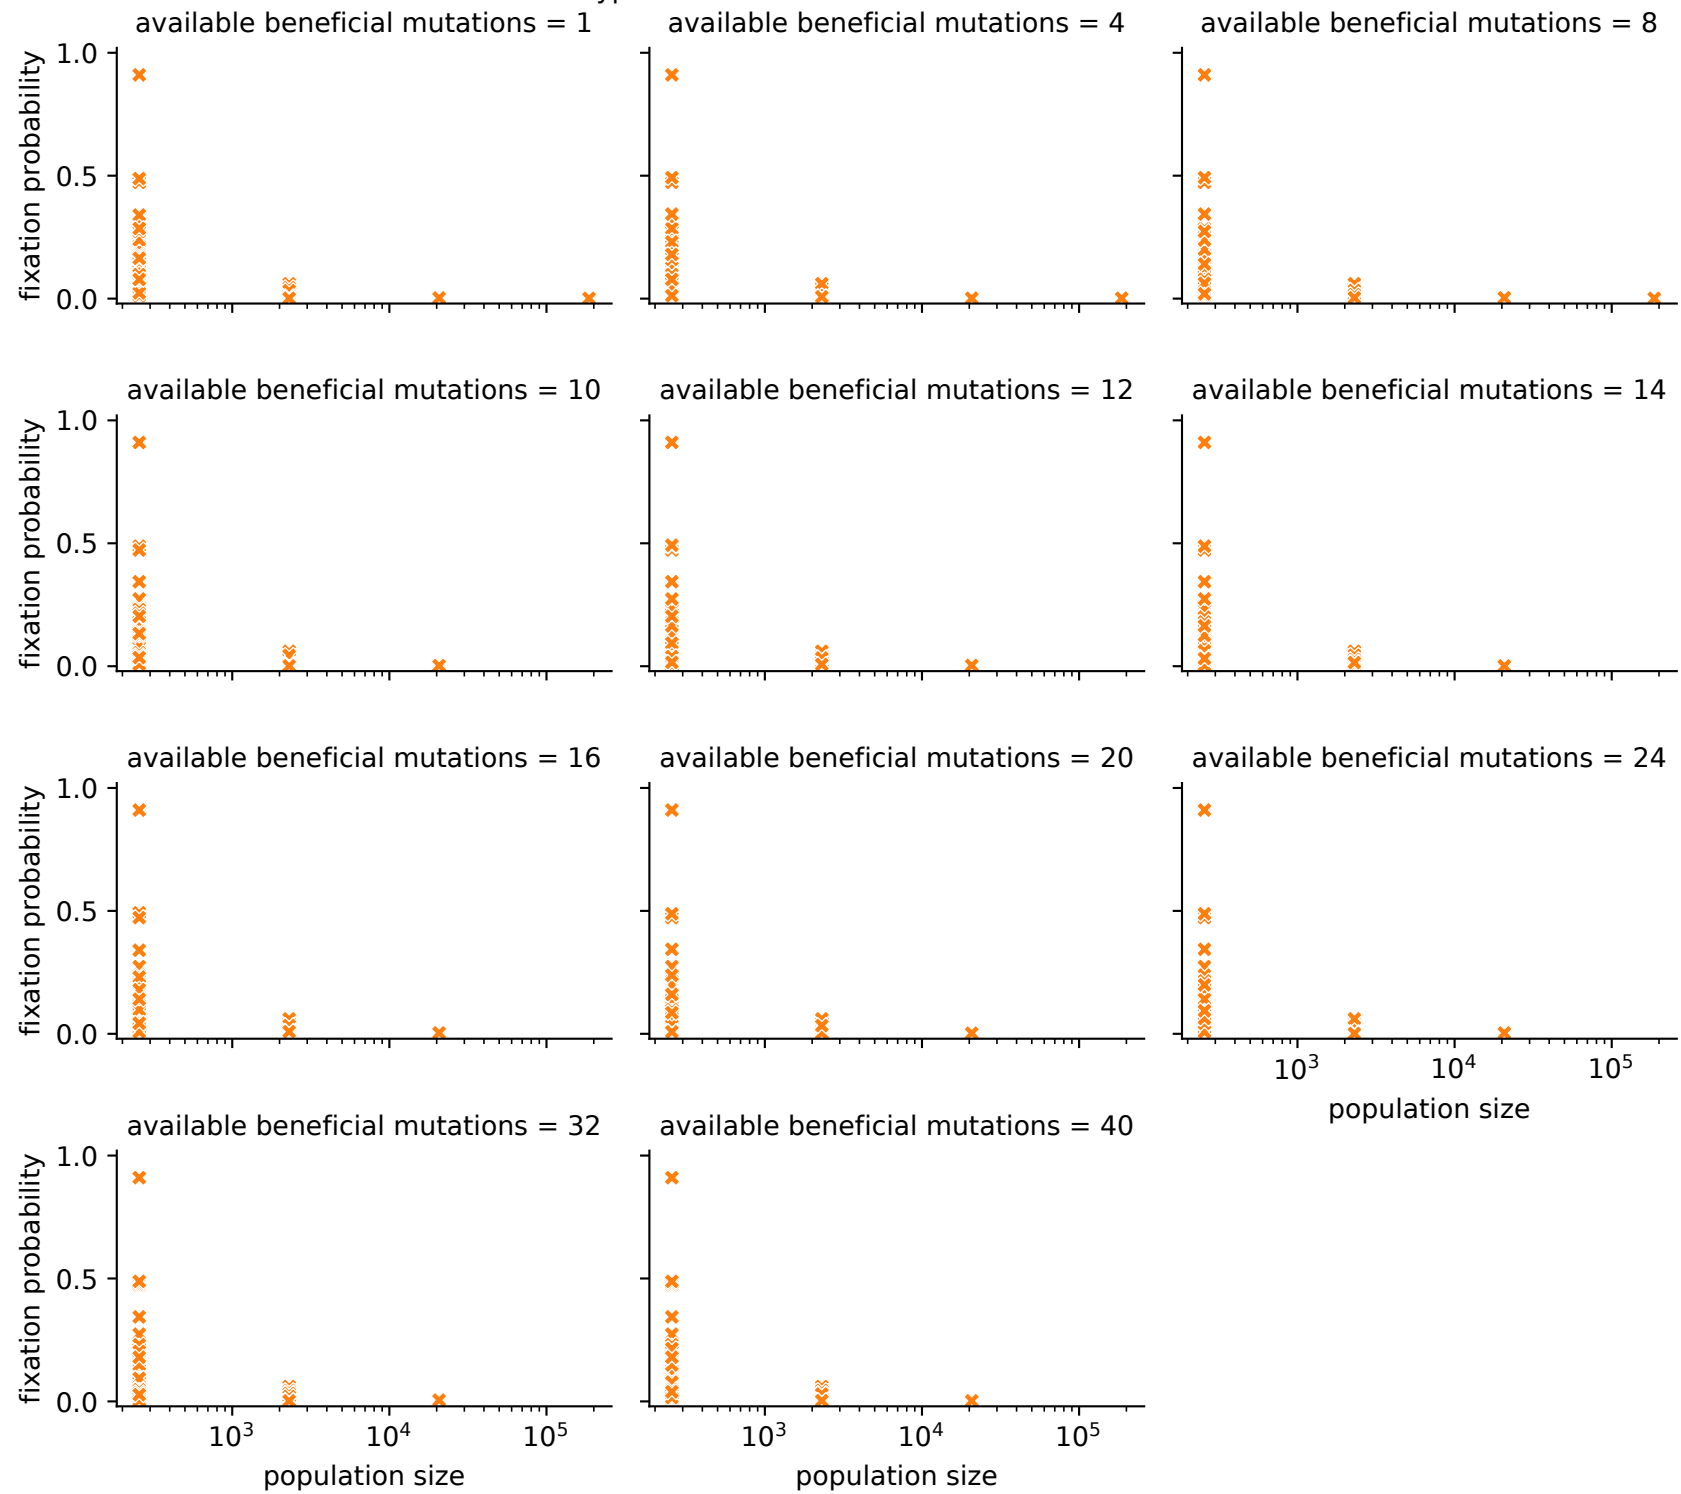 available beneficial mutations = 1
available beneficial mutations = 4
available beneficial mutations = 8
fixation probability
1.0
0.5
0.0
available beneficial mutations = 10
available beneficial mutations = 12
available beneficial mutations = 14
fixation probability
1.0
0.5
0.0
available beneficial mutations = 16
available beneficial mutations = 20
available beneficial mutations = 24
fixation probability
1.0
0.5
0.0
10³ 10⁴ 10⁵
population size
available beneficial mutations = 32
available beneficial mutations = 40
fixation probability
1.0
0.5
0.0
10³ 10⁴ 10⁵
population size
10³ 10⁴ 10⁵
population size